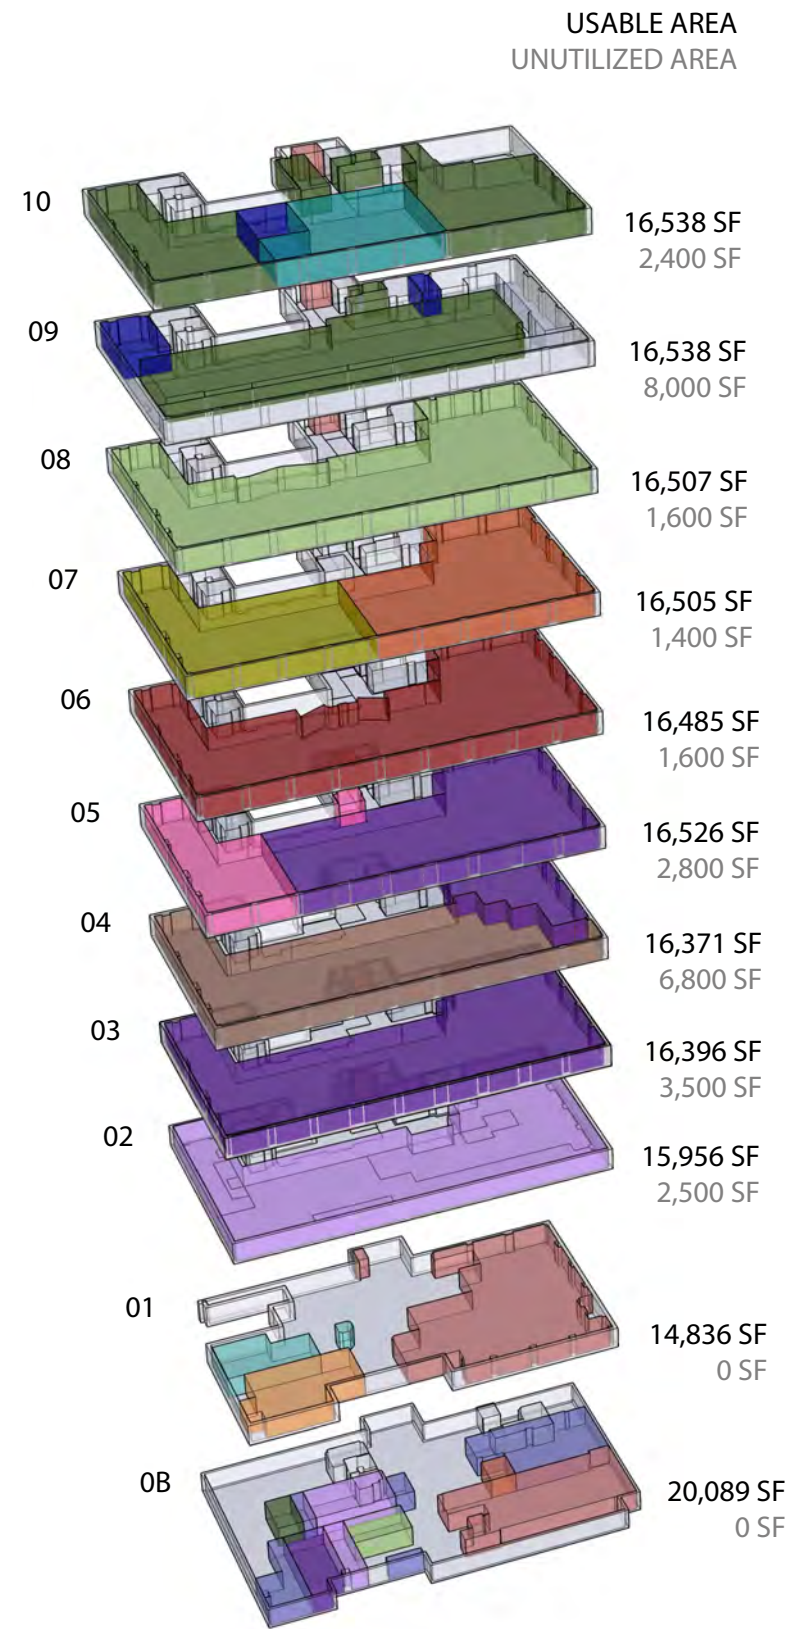 USABLE AREA
UNUTILIZED AREA
10
16,538 SF
2,400 SF
09
16,538 SF
8,000 SF
08
16,507 SF
1,600 SF
07
16,505 SF
1,400 SF
06
16,485 SF
1,600 SF
05
16,526 SF
2,800 SF
04
16,371 SF
6,800 SF
03
16,396 SF
3,500 SF
02
15,956 SF
2,500 SF
01
14,836 SF
0 SF
0B
20,089 SF
0 SF